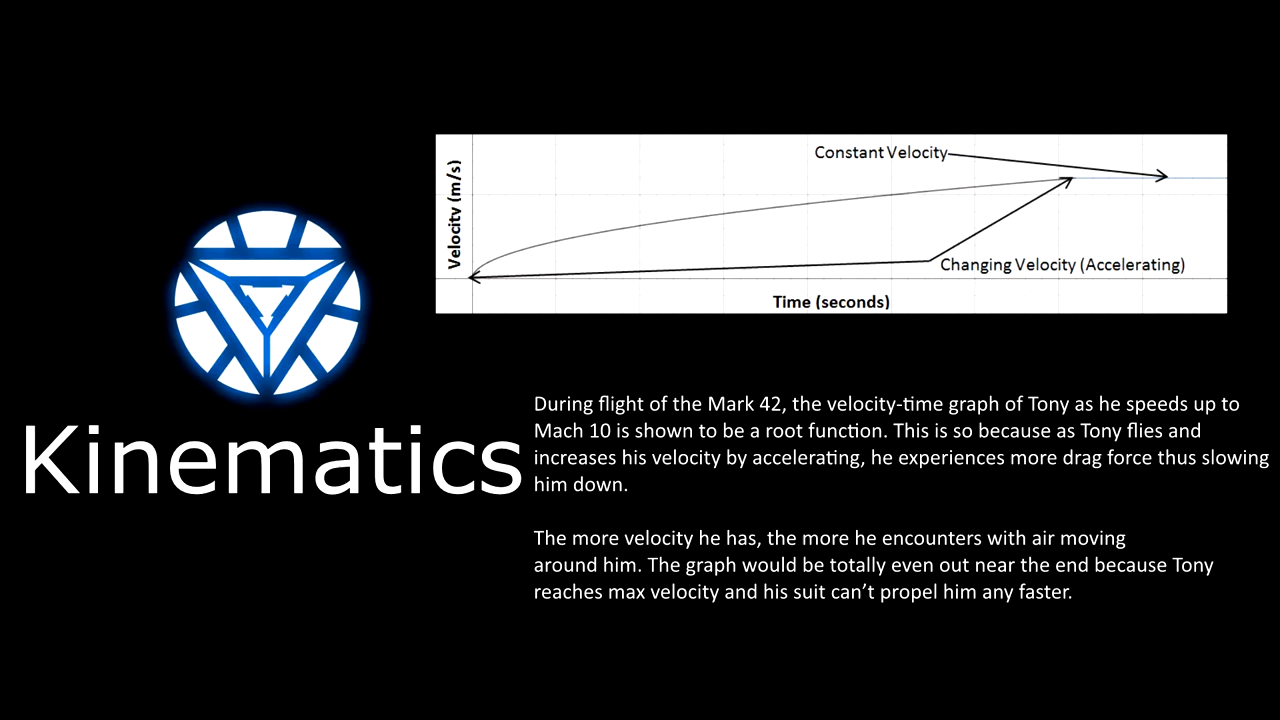 Constant Velocity
Velocity (m/s)
Changing Velocity (Accelerating)
Time (seconds)
Kinematics
During flight of the Mark 42, the velocity-time graph of Tony as he speeds up to
Mach 10 is shown to be a root function. This is so because as Tony flies and
increases his velocity by accelerating, he experiences more drag force thus slowing
him down.
The more velocity he has, the more he encounters with air moving
around him. The graph would be totally even out near the end because Tony
reaches max velocity and his suit can’t propel him any faster.